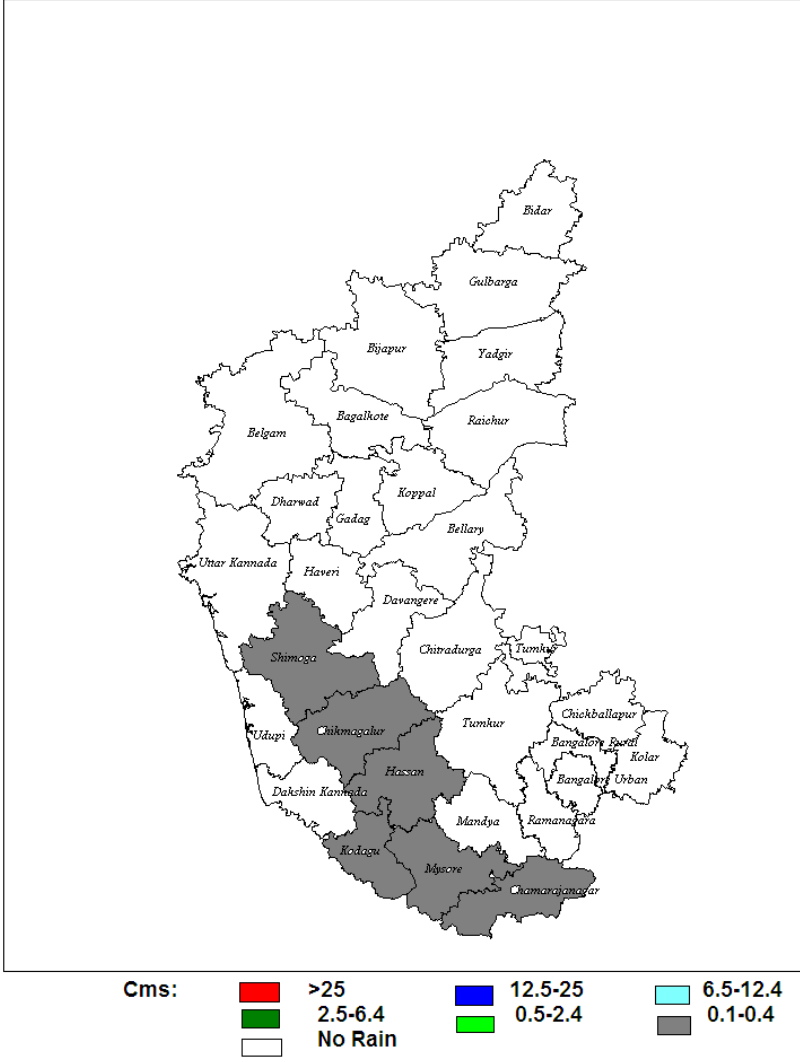 Bidar
Gulbarga
Bijapur
Yadgir
Bagalkote
Raichur
Belgam
Koppal
Dharwad
Gadag
Bellary
Uttar Kannada
Haveri
Davangere
Chitradurga
Tumkur
Shimoga
Chickballapur
Tumkur
Chikmagalur
Udupi
Bangalore Rural
Kolar
Hassan
Bangalore Urban
Dakshin Kannada
Mandya
Ramanagara
Kodagu
Mysore
Chamarajanagar
Cms: >25 12.5-25 6.5-12.4
2.5-6.4 0.5-2.4 0.1-0.4
No Rain